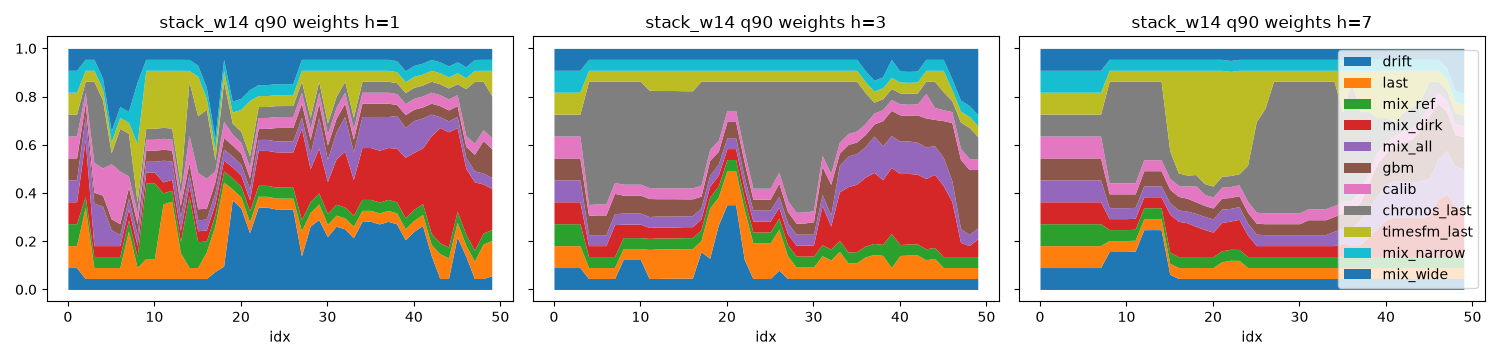 stack_w14 q90 weights h=1
stack_w14 q90 weights h=3
stack_w14 q90 weights h=7
1.0
0.8
0.6
0.4
0.2
0.0
drift
last
mix_ref
mix_dirk
mix_all
gbm
calib
chronos_last
timesfm_last
mix_narrow
mix_wide
0 10 20 30 40 50
0 10 20 30 40 50
0 10 20 30 40 50
idx
idx
idx